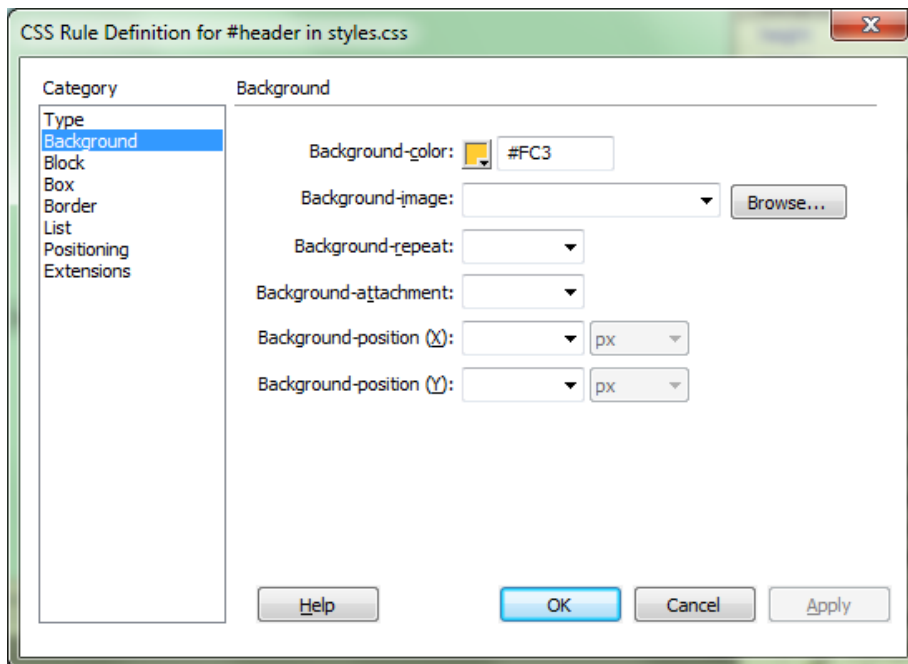 CSS Rule Definition for #header in styles.css
X
Category
Background
Type
Background
Block
Box
Border
List
Positioning
Extensions
Background-color: #FC3
Background-image: Browse...
Background-repeat:
Background-attachment:
Background-position (X): px
Background-position (Y): px
Help OK Cancel Apply